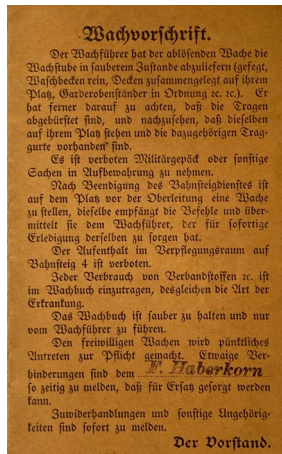 Wachvorschrift.
Der Wachführer hat der ablösenden Wache die
Wachstube in sauberem Zustande abzuliefern (gefegt,
Waschbecken rein, Decken zusammengelegt auf ihrem
Platz, Garderobenständer in Ordnung ꝛc. ꝛc.). Er
hat ferner darauf zu achten, daß die Tragen
abgebürstet sind, und nachzusehen, daß dieselben
auf ihrem Platz stehen und die dazugehörigen Trag-
gurte vorhanden sind.
Es ist verboten Militärgepäck oder sonstige
Sachen in Aufbewahrung zu nehmen.
Nach Beendigung des Bahnsteigdienstes ist
auf dem Platz vor der Oberleitung eine Wache
zu stellen, dieselbe empfängt die Befehle und über-
mittelt sie dem Wachführer, der für sofortige
Erledigung derselben zu sorgen hat.
Der Aufenthalt im Verpflegungsraum auf
Bahnsteig 4 ist verboten.
Jeder Verbrauch von Verbandstoffen ꝛc. ist
im Wachbuch einzutragen, desgleichen die Art der
Erkrankung.
Das Wachbuch ist sauber zu halten und nur
vom Wachführer zu führen.
Den freiwilligen Wachen wird pünktliches
Antreten zur Pflicht gemacht. Etwaige Ver-
hinderungen sind dem F. Haberkorn
so zeitig zu melden, daß für Ersatz gesorgt werden
kann.
Zuwiderhandlungen und sonstige Ungehörig-
keiten sind sofort zu melden.
Der Vorstand.